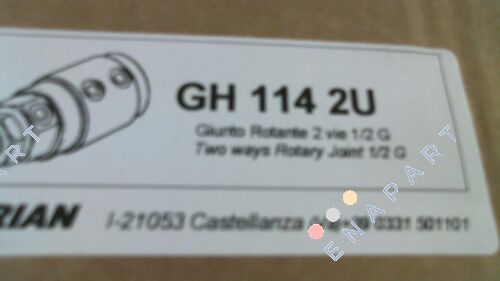 GH 114 2U
Giunto Rotante 2 vie 1/2 G
Two ways Rotary Joint 1/2 G
RIAN I-21053 Castellanza 0331 501101
ENAPART
ART